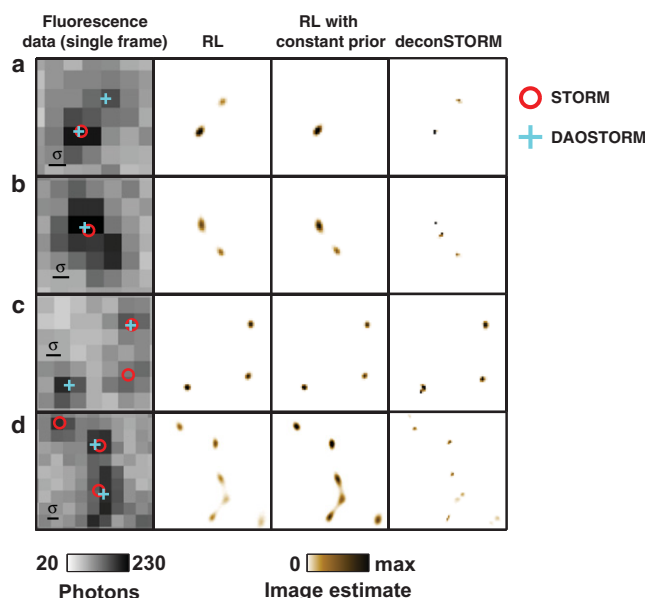 Fluorescence
data (single frame)
RL
RL with
constant prior
deconSTORM
a
σ
STORM
DAOSTORM
b
σ
c
σ
d
σ
20
230
Photons
0
max
Image estimate